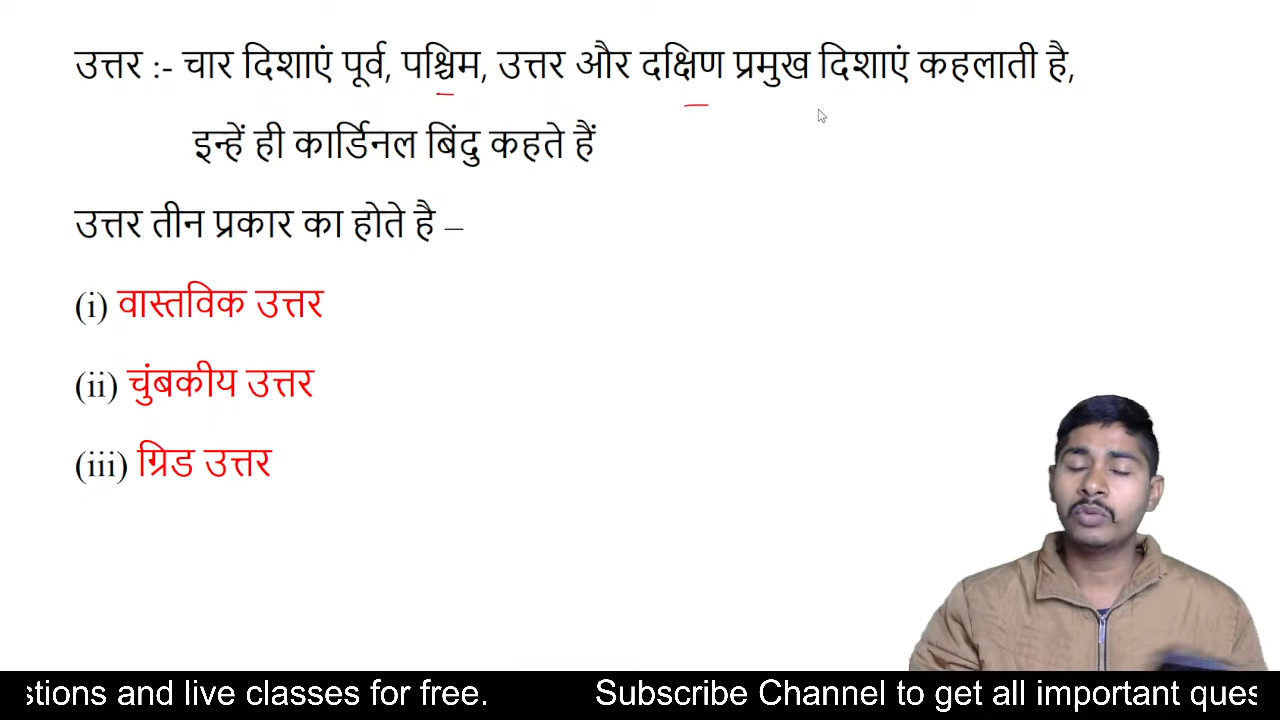 उत्तर :- चार दिशाएं पूर्व, पश्चिम, उत्तर और दक्षिण प्रमुख दिशाएं कहलाती है,
इन्हें ही कार्डिनल बिंदु कहते हैं
उत्तर तीन प्रकार का होते है –
(i) वास्तविक उत्तर
(ii) चुंबकीय उत्तर
(iii) ग्रिड उत्तर
stions and live classes for free. Subscribe Channel to get all important ques